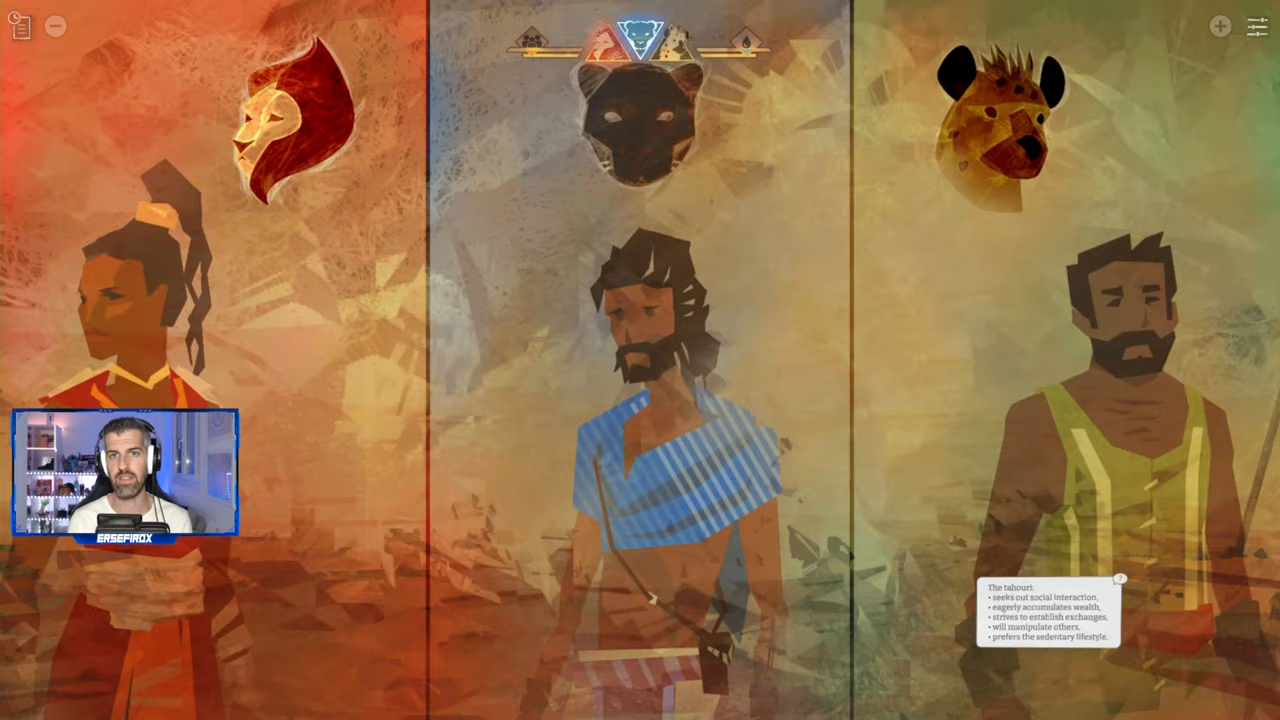 ERSEFIROX
?
The tahouri:
• seeks out social interaction,
• eagerly accumulates wealth,
• strives to establish exchanges,
• will manipulate others,
• prefers the sedentary lifestyle.